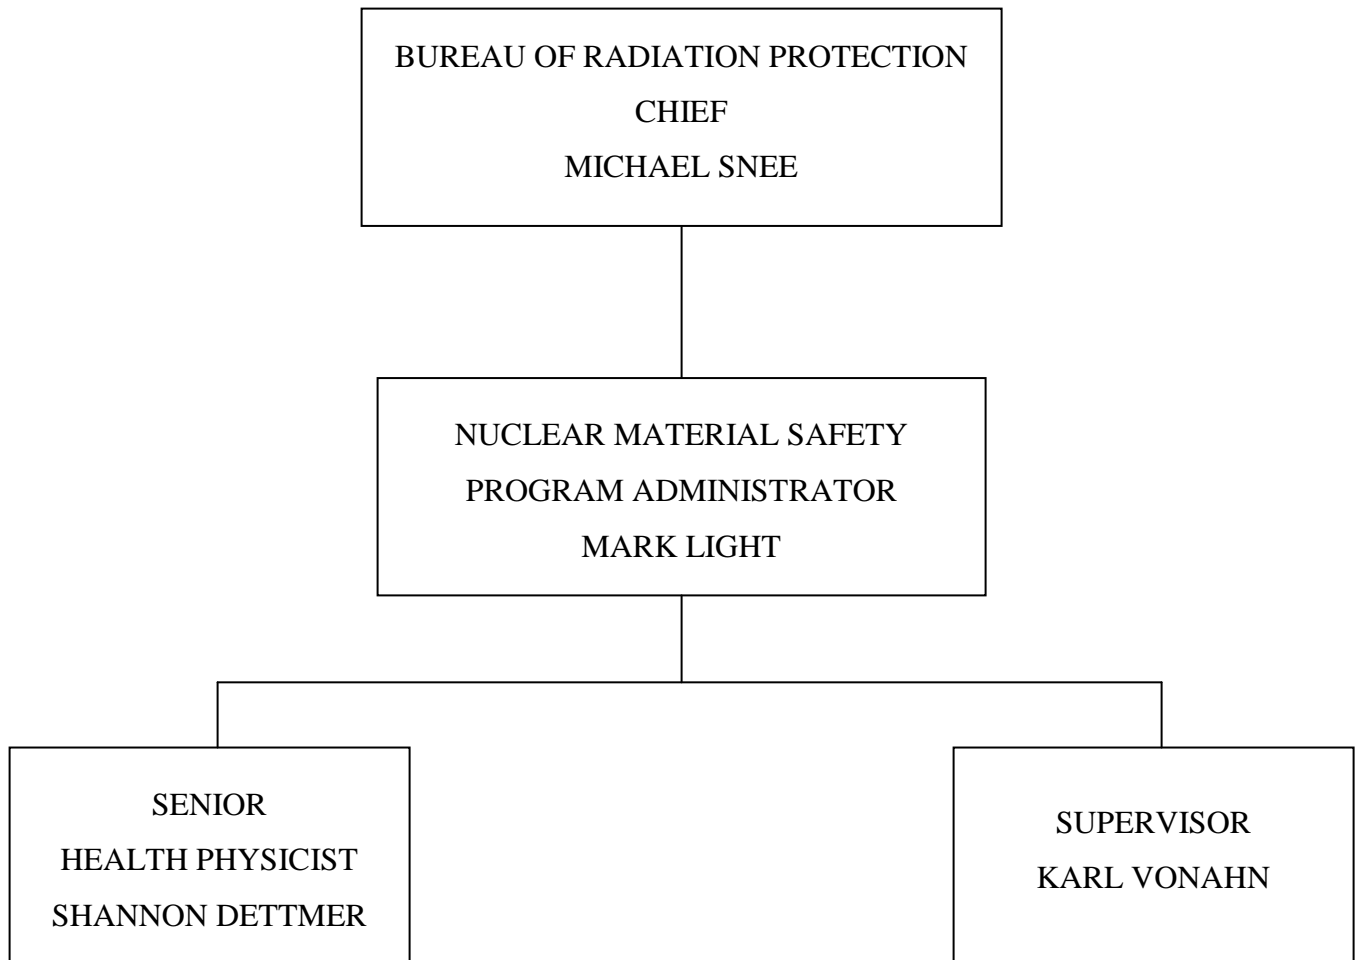 BUREAU OF RADIATION PROTECTION
CHIEF
MICHAEL SNEE
NUCLEAR MATERIAL SAFETY
PROGRAM ADMINISTRATOR
MARK LIGHT
SENIOR
HEALTH PHYSICIST
SHANNON DETTMER
SUPERVISOR
KARL VONAHN